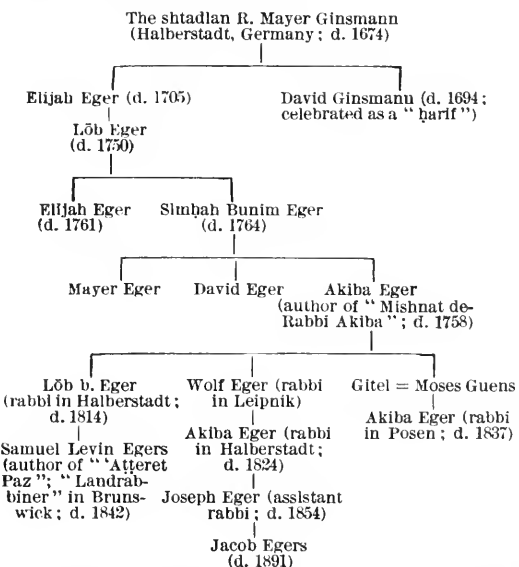 The shtadlan R. Mayer Ginsmann
(Halberstadt, Germany; d. 1674)
Elijah Eger (d. 1705)
David Ginsmann (d. 1694;
celebrated as a “ ḥarif ”)
Löb Eger
(d. 1750)
Elijah Eger
(d. 1761)
Simḥah Bunim Eger
(d. 1764)
Mayer Eger
David Eger
Akiba Eger
(author of “ Mishnat de-
Rabbi Akiba ”; d. 1758)
Löb b. Eger
(rabbi in Halberstadt;
d. 1814)
Samuel Levin Egers
(author of “ ‘Aṭṭeret
Paz ”; “ Landrab-
biner ” in Bruns-
wick; d. 1842)
Wolf Eger (rabbi
in Leipnik)
Akiba Eger (rabbi
in Halberstadt;
d. 1824)
Joseph Eger (assistant
rabbi; d. 1854)
Jacob Egers
(d. 1891)
Gitel = Moses Guens
Akiba Eger (rabbi
in Posen; d. 1837)